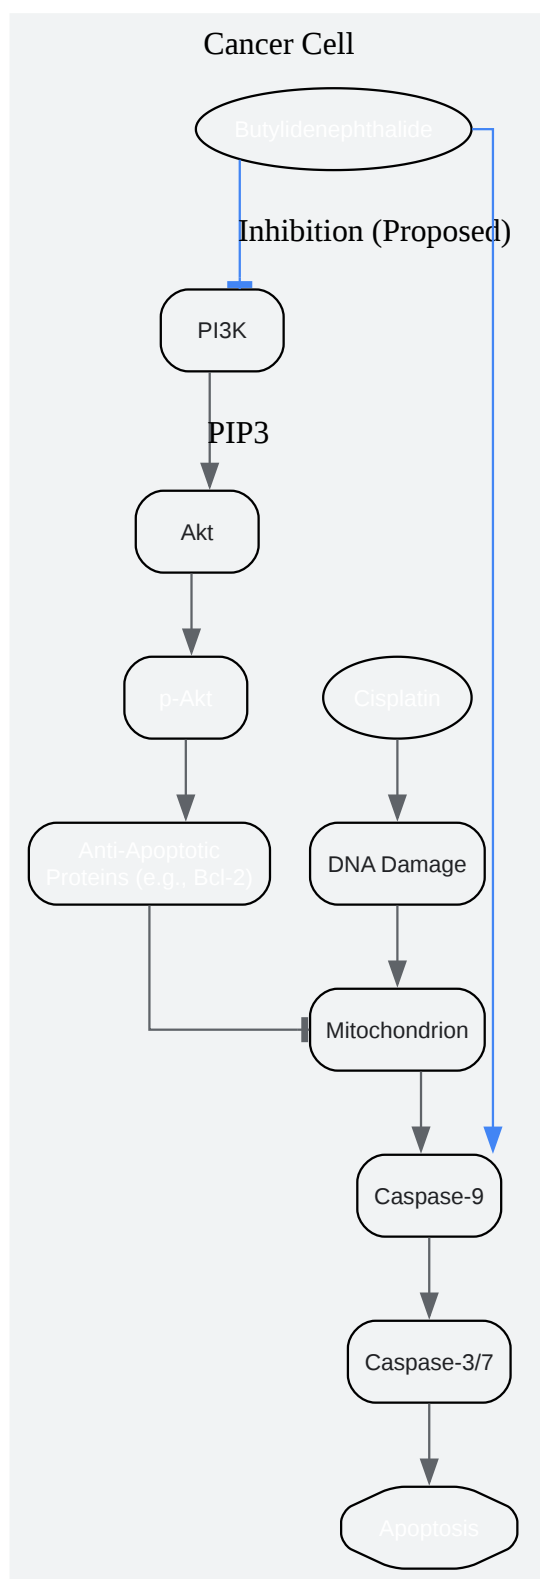 Cancer Cell
Butylidenephthalide
Inhibition (Proposed)
PI3K
PIP3
Akt
p-Akt
Cisplatin
Anti-Apoptotic
Proteins (e.g., Bcl-2)
DNA Damage
Mitochondrion
Caspase-9
Caspase-3/7
Apoptosis